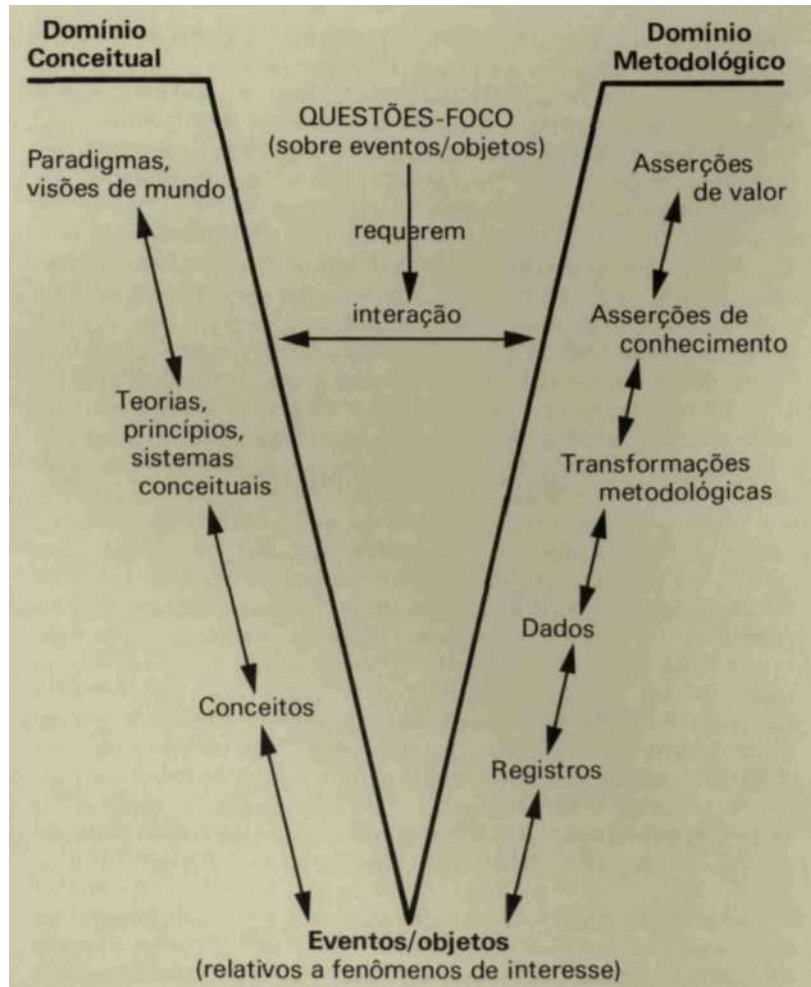 Domínio
Conceitual
Domínio
Metodológico
QUESTÕES-FOCO
(sobre eventos/objetos)
Paradigmas,
visões de mundo
Asserções
de valor
requerem
interação
Asserções de
conhecimento
Teorias,
princípios,
sistemas
conceituais
Transformações
metodológicas
Dados
Conceitos
Registros
Eventos/objetos
(relativos a fenômenos de interesse)